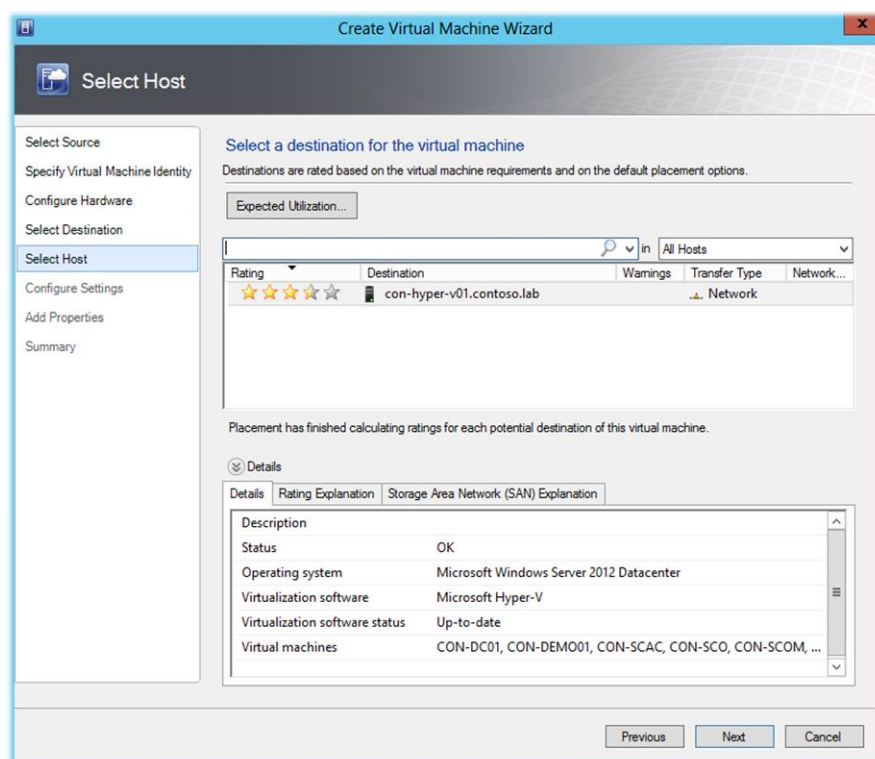 Create Virtual Machine Wizard
x
Select Host
Select Source
Specify Virtual Machine Identity
Configure Hardware
Select Destination
Select Host
Configure Settings
Add Properties
Summary
Select a destination for the virtual machine
Destinations are rated based on the virtual machine requirements and on the default placement options.
Expected Utilization...
in All Hosts
Rating Destination Warnings Transfer Type Network...
con-hyper-v01.contoso.lab Network
Placement has finished calculating ratings for each potential destination of this virtual machine.
Details
Details Rating Explanation Storage Area Network (SAN) Explanation
Description
Status OK
Operating system Microsoft Windows Server 2012 Datacenter
Virtualization software Microsoft Hyper-V
Virtualization software status Up-to-date
Virtual machines CON-DC01, CON-DEMO01, CON-SCAC, CON-SCO, CON-SCOM, ...
Previous Next Cancel